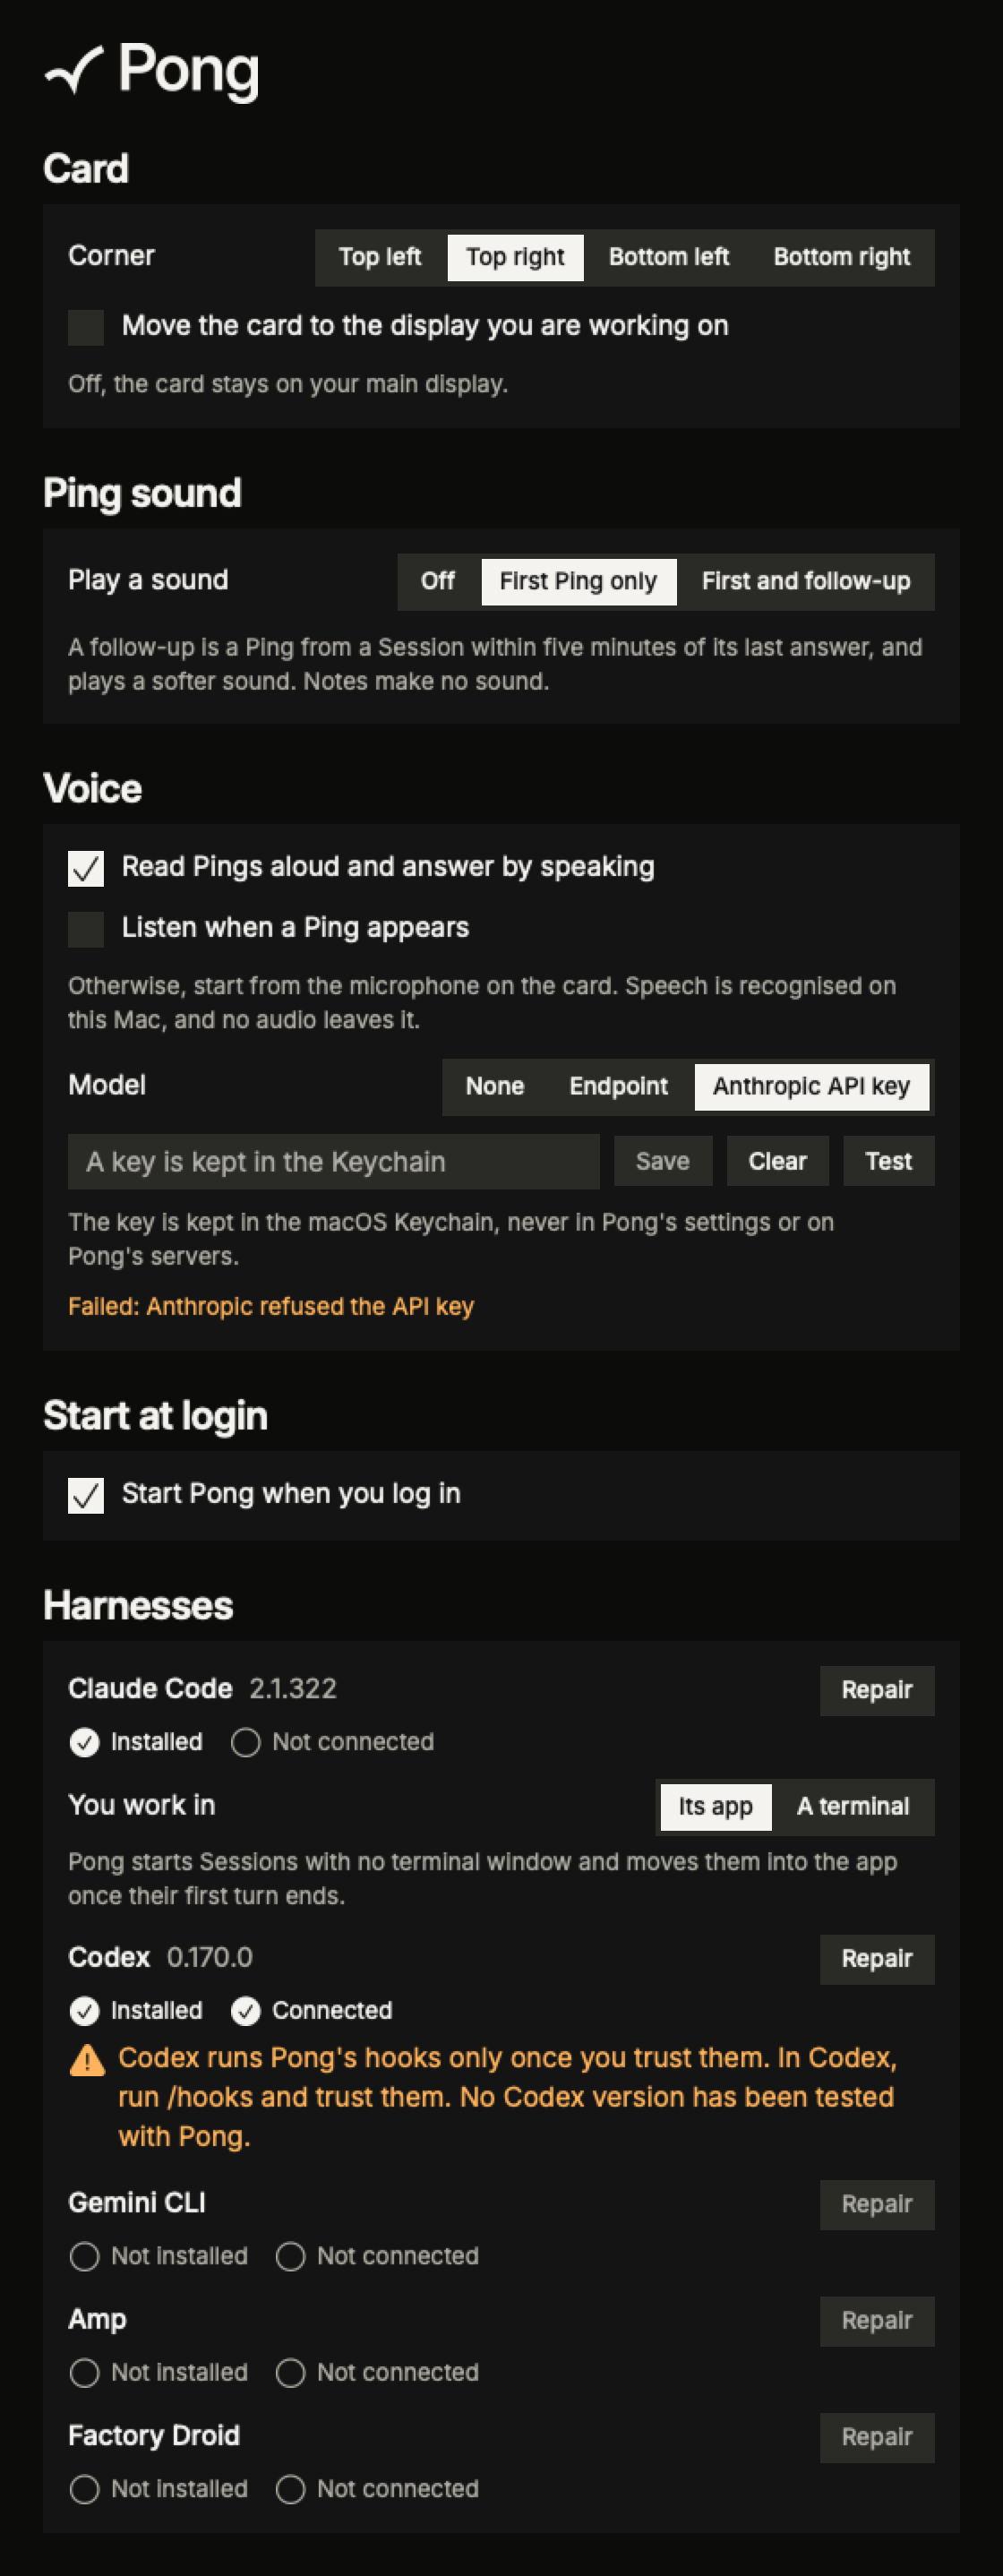 Pong
Card
Corner
Top left
Top right
Bottom left
Bottom right
Move the card to the display you are working on
Off, the card stays on your main display.
Ping sound
Play a sound
Off
First Ping only
First and follow-up
A follow-up is a Ping from a Session within five minutes of its last answer, and
plays a softer sound. Notes make no sound.
Voice
Read Pings aloud and answer by speaking
Listen when a Ping appears
Otherwise, start from the microphone on the card. Speech is recognised on
this Mac, and no audio leaves it.
Model
None
Endpoint
Anthropic API key
A key is kept in the Keychain
Save
Clear
Test
The key is kept in the macOS Keychain, never in Pong's settings or on
Pong's servers.
Failed: Anthropic refused the API key
Start at login
Start Pong when you log in
Harnesses
Claude Code 2.1.322
Repair
Installed
Not connected
You work in
Its app
A terminal
Pong starts Sessions with no terminal window and moves them into the app
once their first turn ends.
Codex 0.170.0
Repair
Installed
Connected
Codex runs Pong's hooks only once you trust them. In Codex,
run /hooks and trust them. No Codex version has been tested
with Pong.
Gemini CLI
Repair
Not installed
Not connected
Amp
Repair
Not installed
Not connected
Factory Droid
Repair
Not installed
Not connected